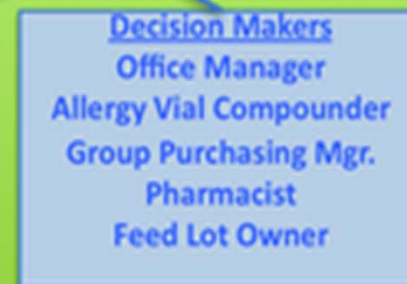 Decision Makers
Office Manager
Allergy Vial Compounder
Group Purchasing Mgr.
Pharmacist
Feed Lot Owner